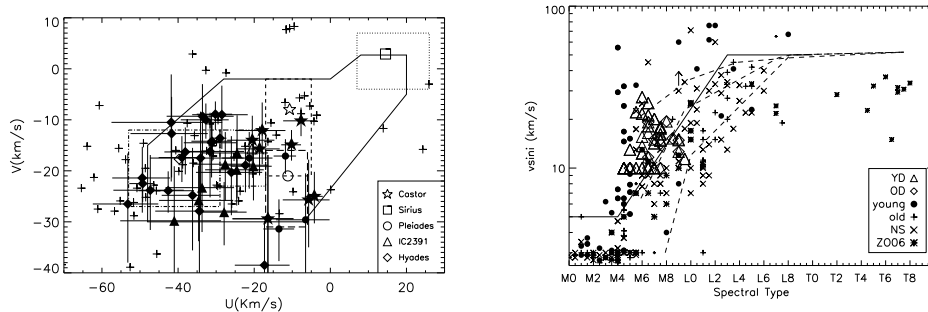 10
0
-10
-20
-30
-40
V(km/s)
-60
-40
-20
0
20
U(Km/s)
Castor
Sirius
Pleiades
IC2391
Hyades
100
10
vsini (km/s)
M0 M2 M4 M6 M8 L0 L2 L4 L6 L8 T0 T2 T4 T6 T8
Spectral Type
YD
OD
young
old
NS
ZO06